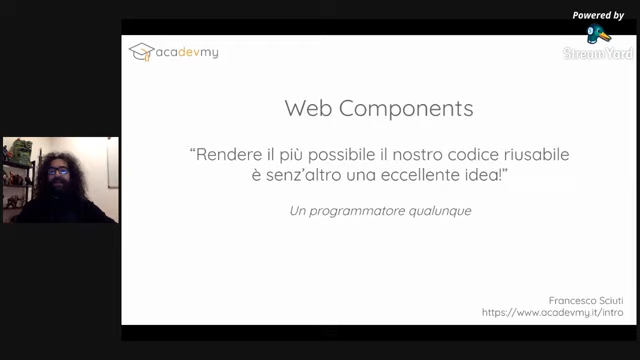 Powered by
StreamYard
acadevmy
Web Components
“Rendere il più possibile il nostro codice riusabile
è senz’altro una eccellente idea!”
Un programmatore qualunque
Francesco Sciuti
https://www.acadevmy.it/intro